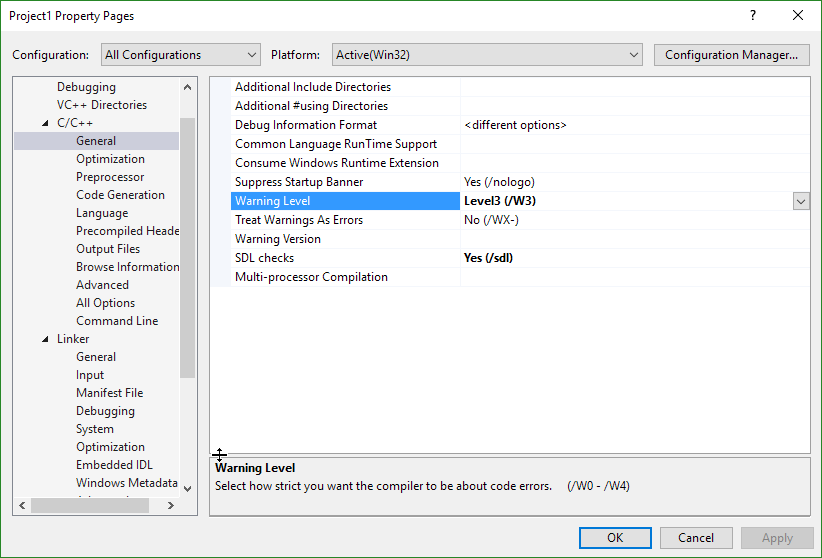 Project1 Property Pages
?
Configuration: All Configurations Platform: Active(Win32) Configuration Manager...
Debugging
VC++ Directories
C/C++
General
Optimization
Preprocessor
Code Generation
Language
Precompiled Heade
Output Files
Browse Information
Advanced
All Options
Command Line
Linker
General
Input
Manifest File
Debugging
System
Optimization
Embedded IDL
Windows Metadata
Additional Include Directories
Additional #using Directories
Debug Information Format <different options>
Common Language RunTime Support
Consume Windows Runtime Extension
Suppress Startup Banner Yes (/nologo)
Warning Level Level3 (/W3)
Treat Warnings As Errors No (/WX-)
Warning Version
SDL checks Yes (/sdl)
Multi-processor Compilation
Warning Level
Select how strict you want the compiler to be about code errors. (/W0 - /W4)
OK Cancel Apply